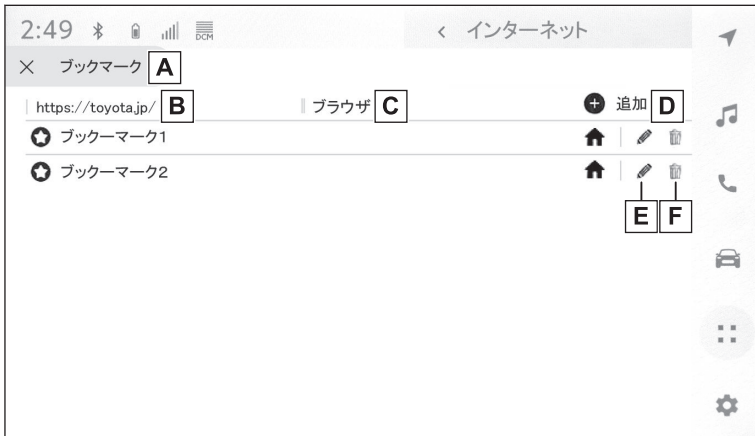 2:49 DCM < インターネット
× ブックマーク A
https://toyota.jp/ B ブラウザ C 追加 D
ブックーマーク1
ブックーマーク2
E F